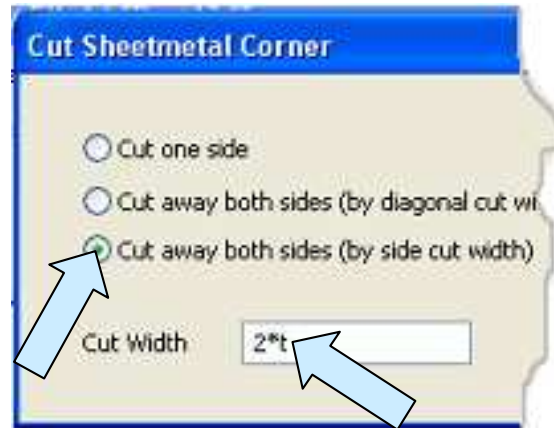 Cut Sheetmetal Corner
Cut one side
Cut away both sides (by diagonal cut wi
Cut away both sides (by side cut width)
Cut Width 2*t